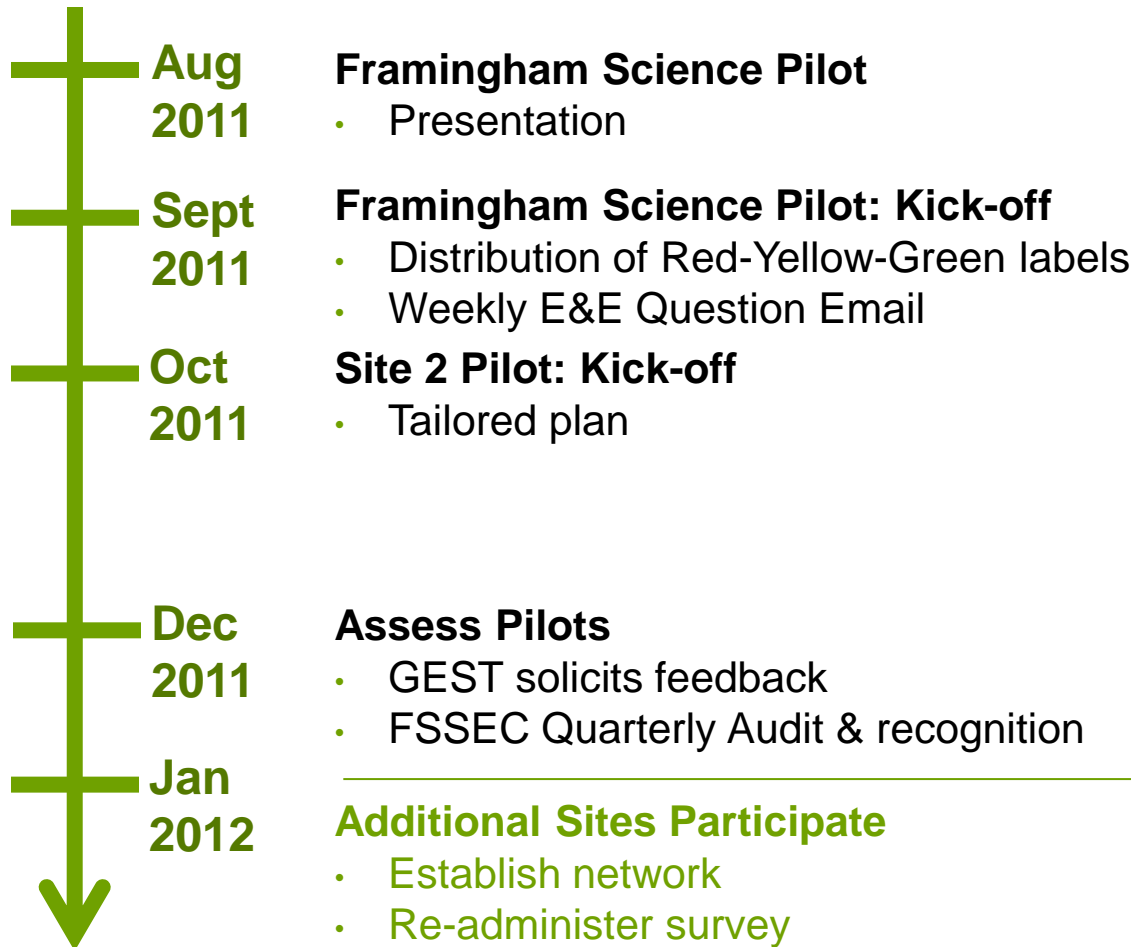 Aug
2011
Framingham Science Pilot
• Presentation
Sept
2011
Framingham Science Pilot: Kick-off
• Distribution of Red-Yellow-Green labels
• Weekly E&E Question Email
Oct
2011
Site 2 Pilot: Kick-off
• Tailored plan
Dec
2011
Assess Pilots
• GEST solicits feedback
• FSSEC Quarterly Audit & recognition
Jan
2012
Additional Sites Participate
• Establish network
• Re-administer survey